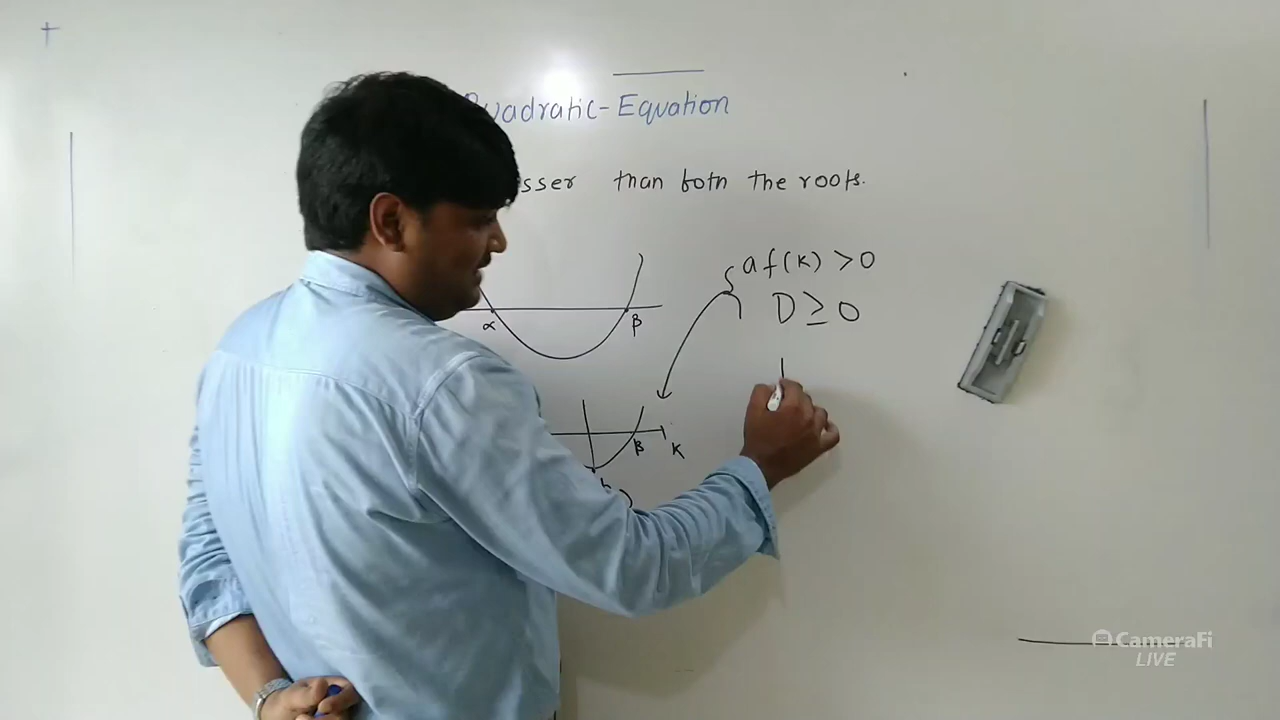 Quadratic-Equation
sser than both the roots.
af(k) >0
D ≥ 0
α β
β k
CameraFi
LIVE